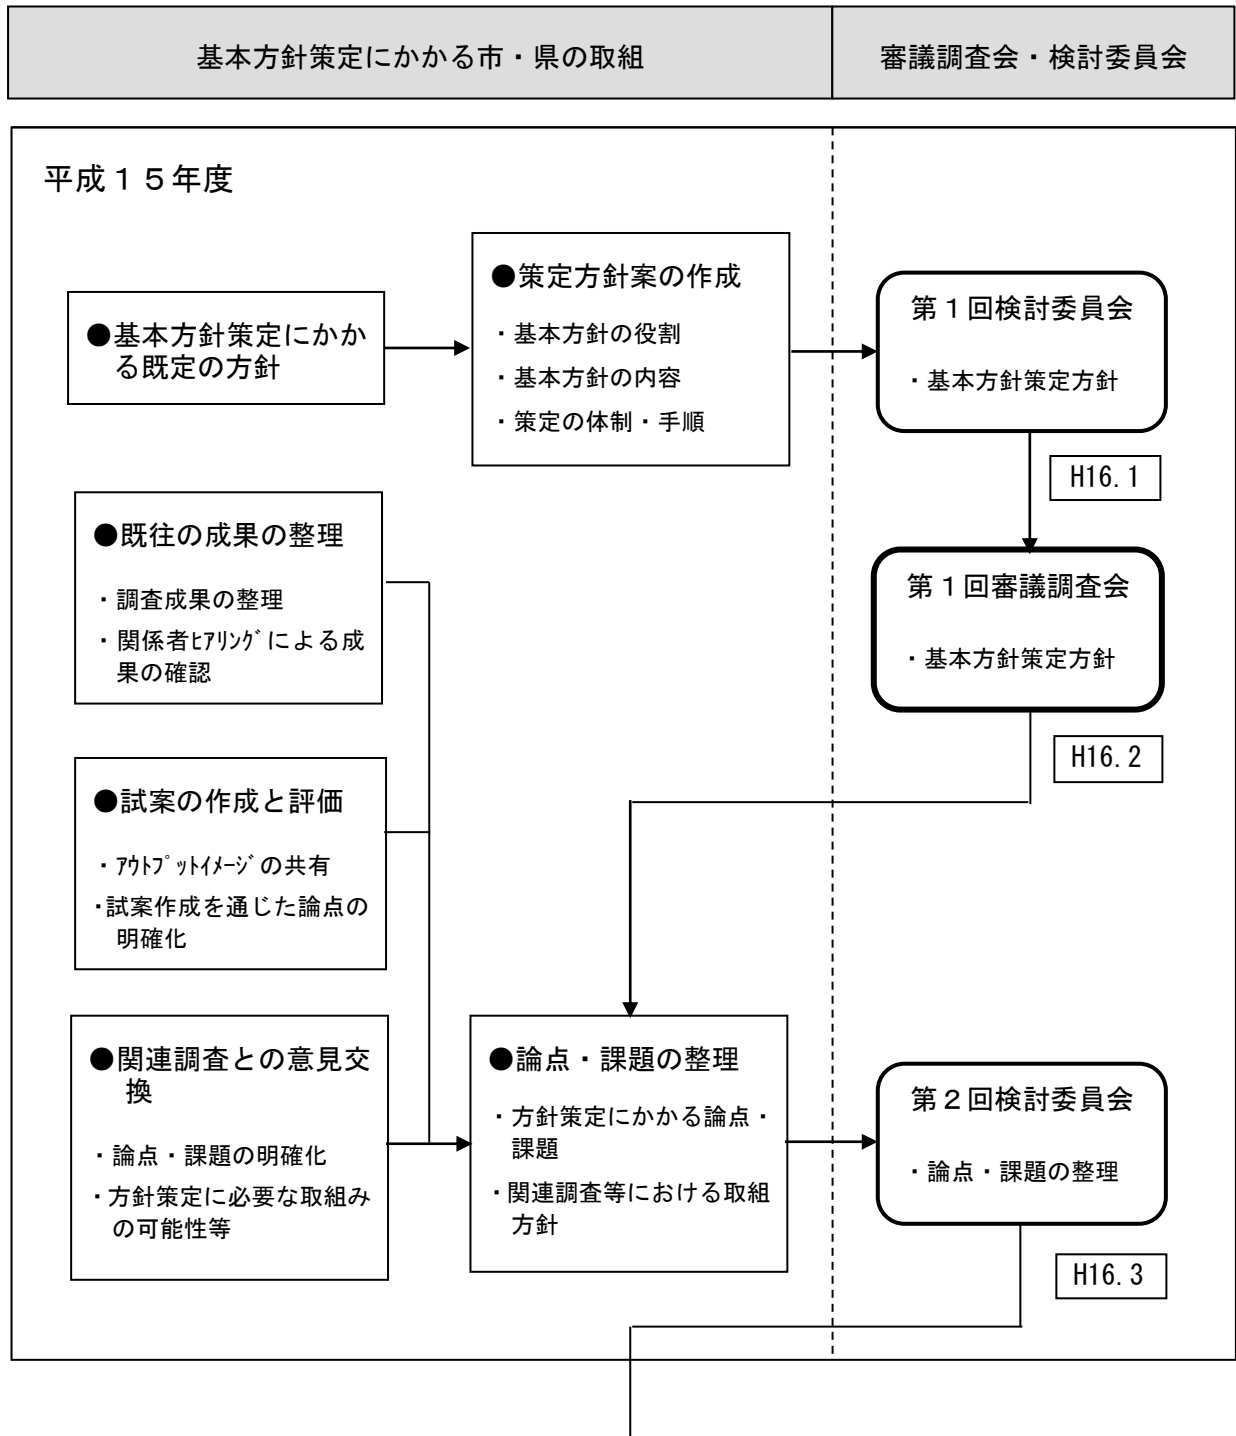 基本方針策定にかかる市・県の取組
審議調査会・検討委員会
平成１５年度
●基本方針策定にかか
る既定の方針
●策定方針案の作成
・基本方針の役割
・基本方針の内容
・策定の体制・手順
第１回検討委員会
・基本方針策定方針
H16.1
●既往の成果の整理
・調査成果の整理
・関係者ﾋｱﾘﾝｸﾞによる成
果の確認
第１回審議調査会
・基本方針策定方針
H16.2
●試案の作成と評価
・ｱｳﾄﾌﾟｯﾄｲﾒｰｼﾞの共有
・試案作成を通じた論点の
明確化
●関連調査との意見交
換
・論点・課題の明確化
・方針策定に必要な取組み
の可能性等
●論点・課題の整理
・方針策定にかかる論点・
課題
・関連調査等における取組
方針
第２回検討委員会
・論点・課題の整理
H16.3